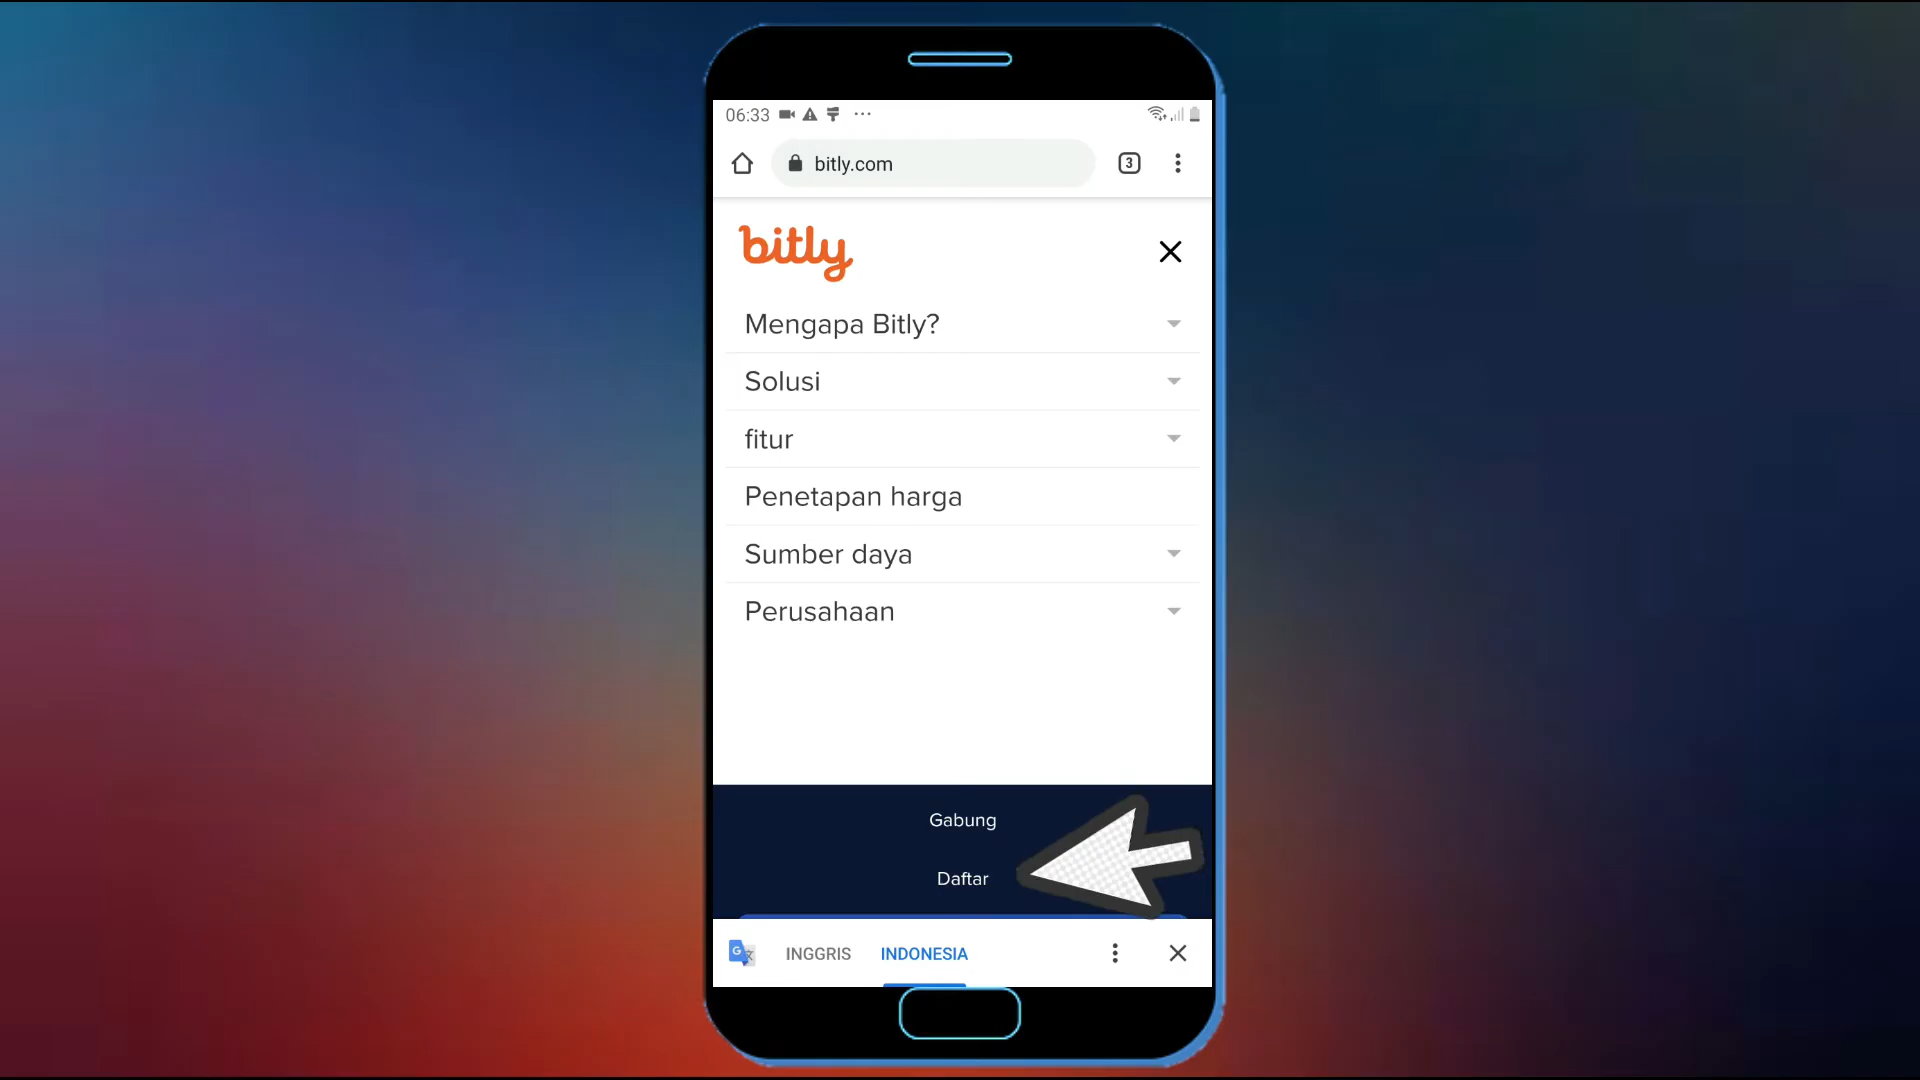 06:33
bitly.com
3
bitly
Mengapa Bitly?
Solusi
fitur
Penetapan harga
Sumber daya
Perusahaan
Gabung
Daftar
INGGRIS
INDONESIA